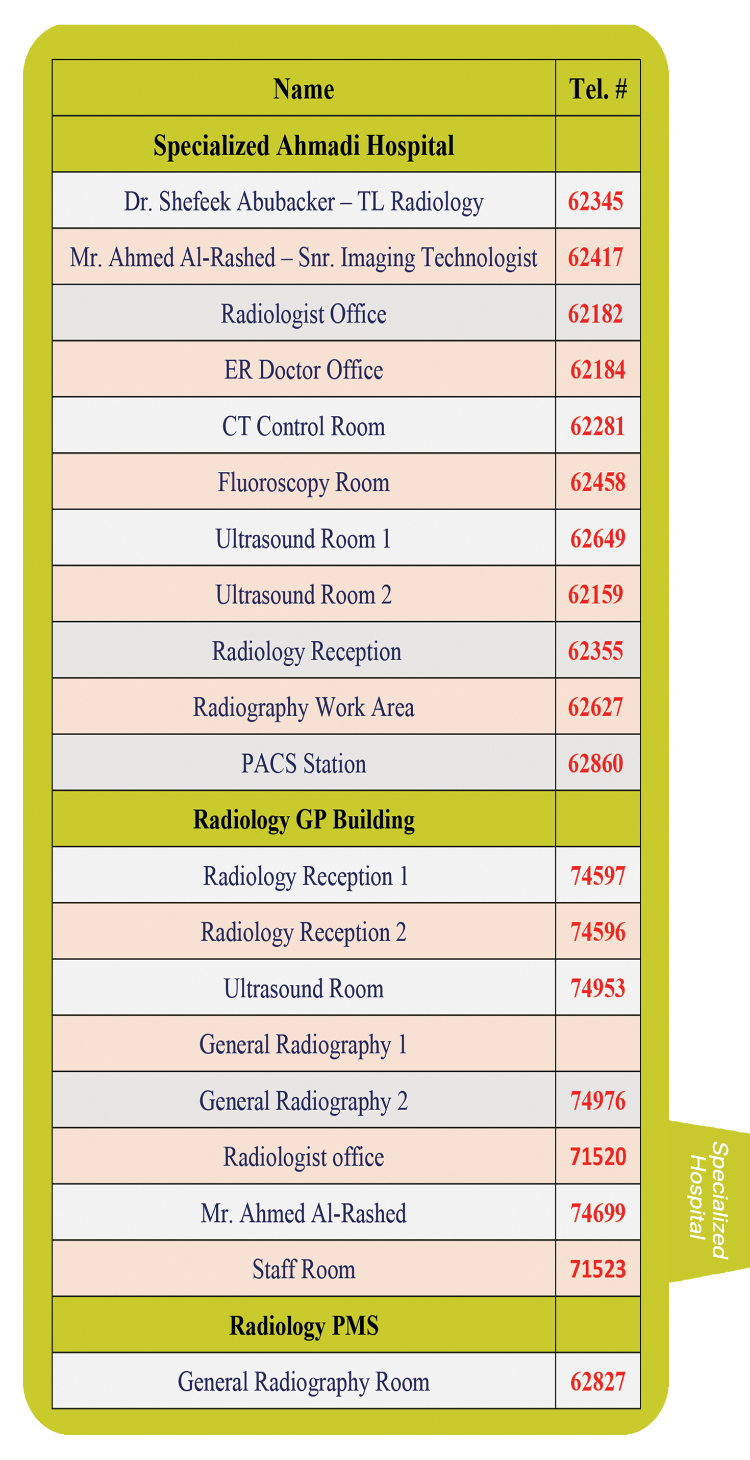 Name Tel. #
Specialized Ahmadi Hospital
Dr. Shefeek Abubacker – TL Radiology 62345
Mr. Ahmed Al-Rashed – Snr. Imaging Technologist 62417
Radiologist Office 62182
ER Doctor Office 62184
CT Control Room 62281
Fluoroscopy Room 62458
Ultrasound Room 1 62649
Ultrasound Room 2 62159
Radiology Reception 62355
Radiography Work Area 62627
PACS Station 62860
Radiology GP Building
Radiology Reception 1 74597
Radiology Reception 2 74596
Ultrasound Room 74953
General Radiography 1
General Radiography 2 74976
Radiologist office 71520
Mr. Ahmed Al-Rashed 74699
Staff Room 71523
Radiology PMS
General Radiography Room 62827
Specialized
Hospital